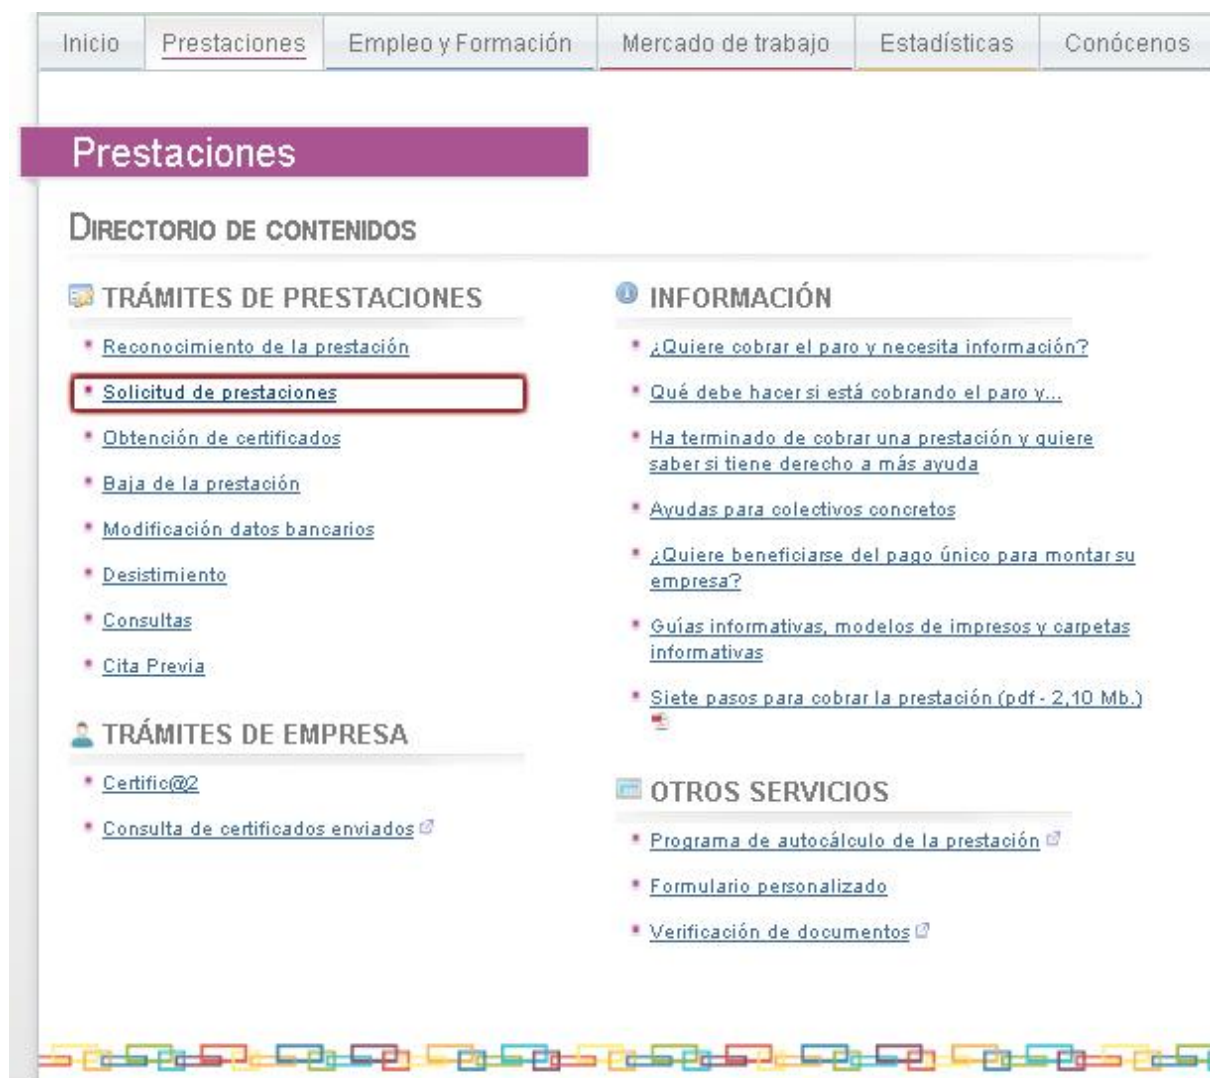 Inicio Prestaciones Empleo y Formación Mercado de trabajo Estadísticas Conócenos
Prestaciones
DIRECTORIO DE CONTENIDOS
TRÁMITES DE PRESTACIONES
Reconocimiento de la prestación
Solicitud de prestaciones
Obtención de certificados
Baja de la prestación
Modificación datos bancarios
Desistimiento
Consultas
Cita Previa
TRÁMITES DE EMPRESA
Certific@2
Consulta de certificados enviados
INFORMACIÓN
¿Quiere cobrar el paro y necesita información?
Qué debe hacer si está cobrando el paro y...
Ha terminado de cobrar una prestación y quiere
saber si tiene derecho a más ayuda
Ayudas para colectivos concretos
¿Quiere beneficiarse del pago único para montar su
empresa?
Guías informativas, modelos de impresos y carpetas
informativas
Siete pasos para cobrar la prestación (pdf - 2,10 Mb.)
OTROS SERVICIOS
Programa de autocálculo de la prestación
Formulario personalizado
Verificación de documentos